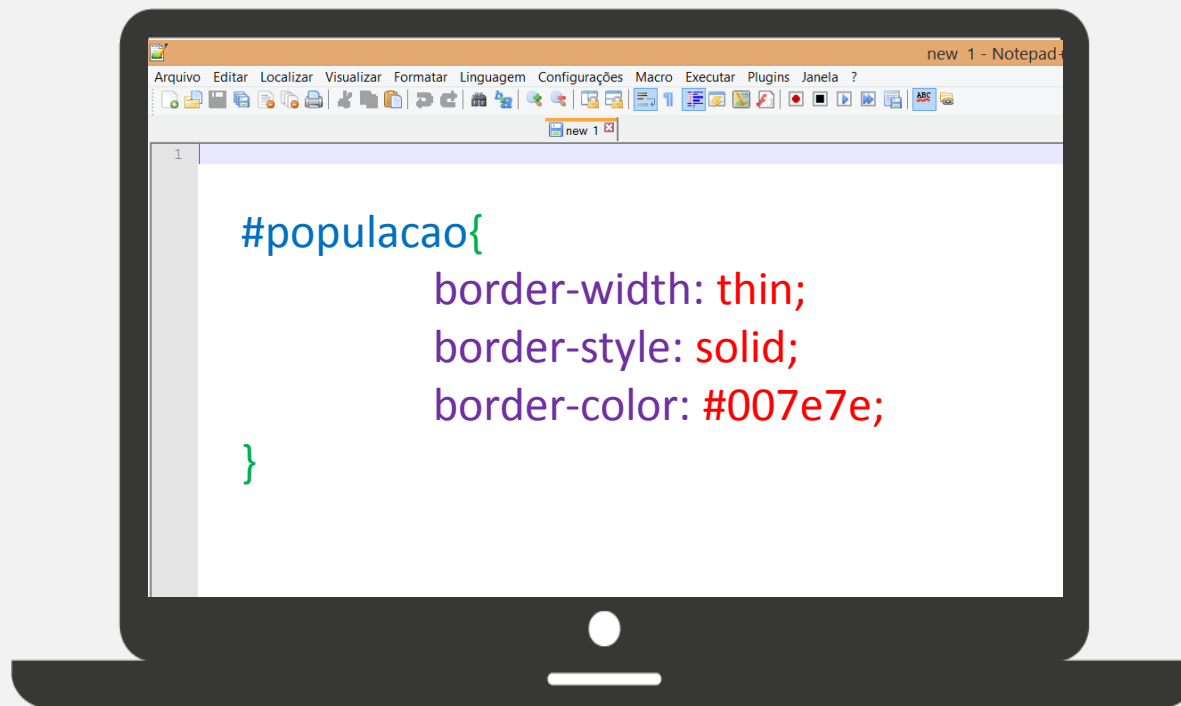 new 1 - Notepad+
Arquivo Editar Localizar Visualizar Formatar Linguagem Configurações Macro Executar Plugins Janela ?
ABC
new 1
1
#populacao{
border-width: thin;
border-style: solid;
border-color: #007e7e;
}